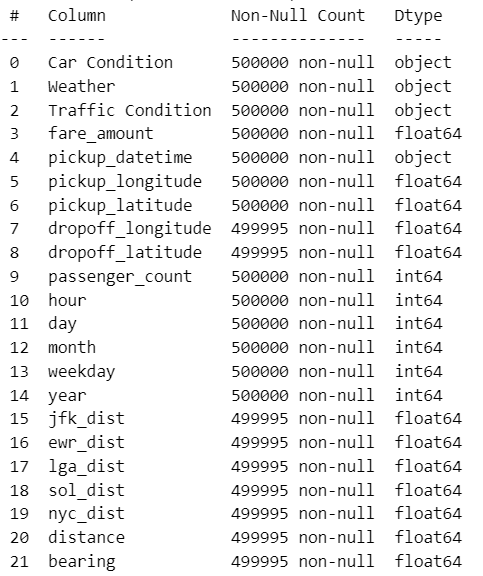 #   Column             Non-Null Count   Dtype
---  ------             --------------   -----
0   Car Condition      500000 non-null  object
1   Weather            500000 non-null  object
2   Traffic Condition  500000 non-null  object
3   fare_amount        500000 non-null  float64
4   pickup_datetime    500000 non-null  object
5   pickup_longitude   500000 non-null  float64
6   pickup_latitude    500000 non-null  float64
7   dropoff_longitude  499995 non-null  float64
8   dropoff_latitude   499995 non-null  float64
9   passenger_count    500000 non-null  int64
10  hour               500000 non-null  int64
11  day                500000 non-null  int64
12  month              500000 non-null  int64
13  weekday            500000 non-null  int64
14  year               500000 non-null  int64
15  jfk_dist           499995 non-null  float64
16  ewr_dist           499995 non-null  float64
17  lga_dist           499995 non-null  float64
18  sol_dist           499995 non-null  float64
19  nyc_dist           499995 non-null  float64
20  distance           499995 non-null  float64
21  bearing            499995 non-null  float64